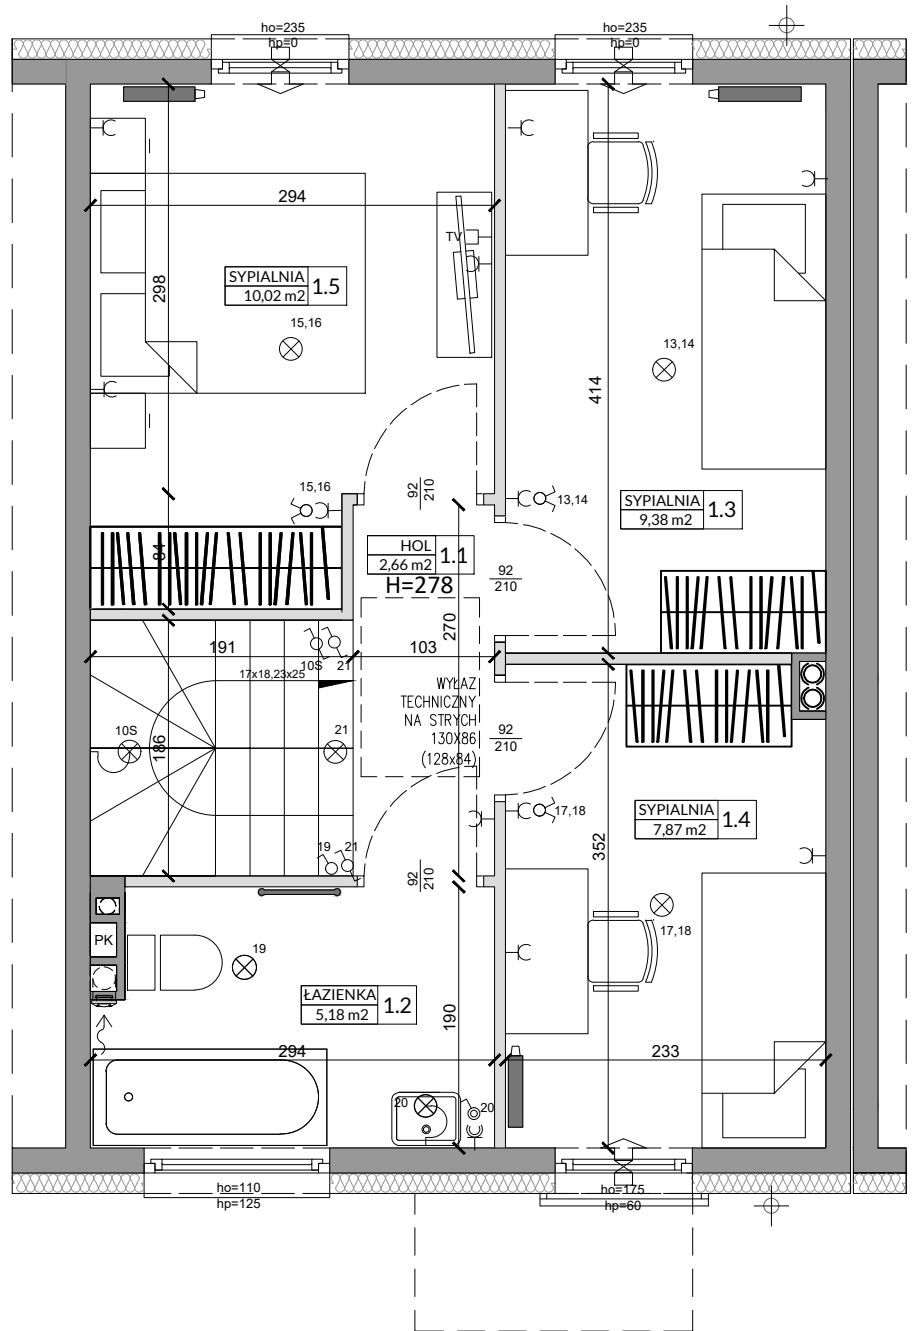 ho=235
hp=0
ho=235
hp=0
294
TV
SYPIALNIA
10,02 m2
1.5
298
15,16
13,14
414
15,16
92
210
13,14
SYPIALNIA
9,38 m2
1.3
84
HOL
2,66 m2
1.1
H=278
92
210
270
191
103
10S
21
17x18,23x25
WYŁAZ
TECHNICZNY
NA STRYCH
130X86
(128x84)
10S
186
21
92
210
17,18
SYPIALNIA
7,87 m2
1.4
352
19
21
92
210
17,18
PK
19
ŁAZIENKA
5,18 m2
1.2
190
294
233
20
20
ho=110
hp=125
ho=175
hp=60